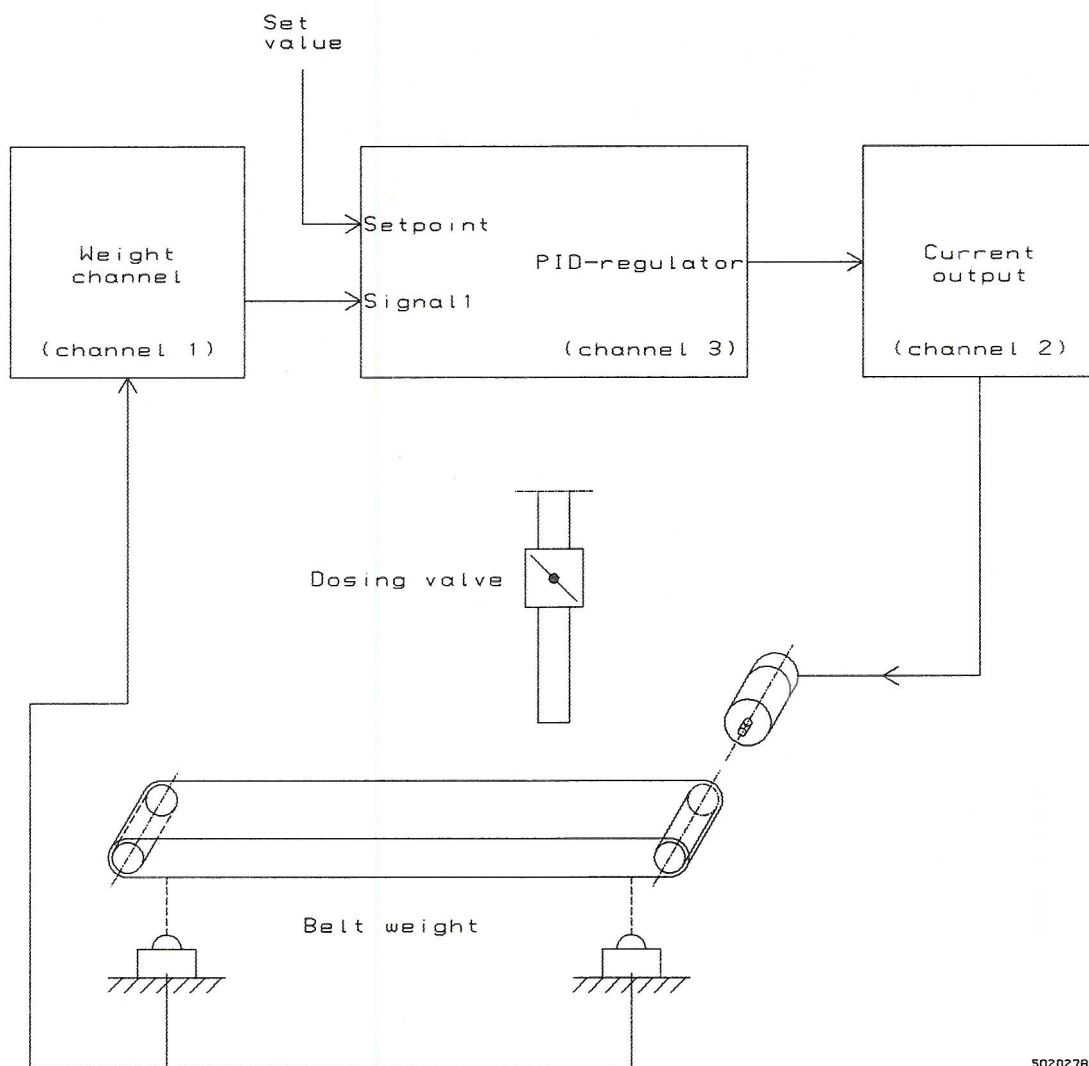 Set
value
Setpoint
Weight
channel
PID-regulator
Current
output
Signal1
(channel 1)
(channel 3)
(channel 2)
Dosing valve
Belt weight
5020278